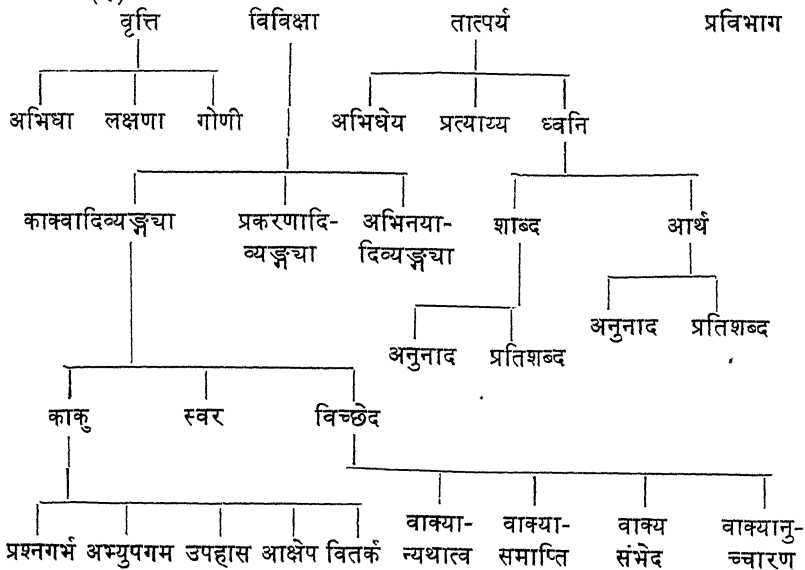 वृत्ति विविक्षा तात्पर्य प्रविभाग
अभिधा लक्षणा गोणी अभिधेय प्रत्याय्य ध्वनि
काक्वादिव्यङ्ग्या प्रकरणादि- अभिनया- शाब्द आर्थ
व्यङ्ग्या दिव्यङ्ग्या
अनुनाद प्रतिशब्द
अनुनाद प्रतिशब्द
काकु स्वर विच्छेद
वाक्या- वाक्या- वाक्य वाक्यानु-
प्रश्नगर्भ अभ्युपगम उपहास आक्षेप वितर्क न्यथात्व समाप्ति संभेद च्चारण